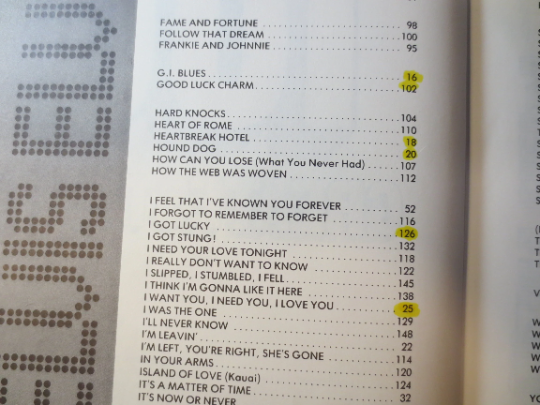 ELVIS ELV
FAME AND FORTUNE 98
FOLLOW THAT DREAM 100
FRANKIE AND JOHNNIE 95
G.I. BLUES 16
GOOD LUCK CHARM 102
HARD KNOCKS 104
HEART OF ROME 110
HEARTBREAK HOTEL 18
HOUND DOG 20
HOW CAN YOU LOSE (What You Never Had) 107
HOW THE WEB WAS WOVEN 112
I FEEL THAT I'VE KNOWN YOU FOREVER 52
I FORGOT TO REMEMBER TO FORGET 116
I GOT LUCKY 126
I GOT STUNG! 132
I NEED YOUR LOVE TONIGHT 118
I REALLY DON'T WANT TO KNOW 122
I SLIPPED, I STUMBLED, I FELL 145
I THINK I'M GONNA LIKE IT HERE 138
I WANT YOU, I NEED YOU, I LOVE YOU 25
I WAS THE ONE 129
I'LL NEVER KNOW 148
I'M LEAVIN' 22
I'M LEFT, YOU'RE RIGHT, SHE'S GONE 114
IN YOUR ARMS 120
ISLAND OF LOVE (Kauai) 124
IT'S A MATTER OF TIME 32
IT'S NOW OR NEVER